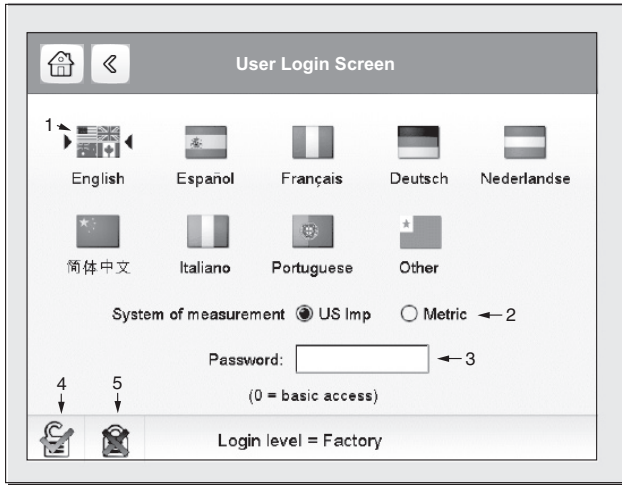 User Login Screen
1
English Español Français Deutsch Nederlandse
简体中文 Italiano Portuguese Other
System of measurement US Imp Metric 2
Password: 3
(0 = basic access)
4 5
Login level = Factory